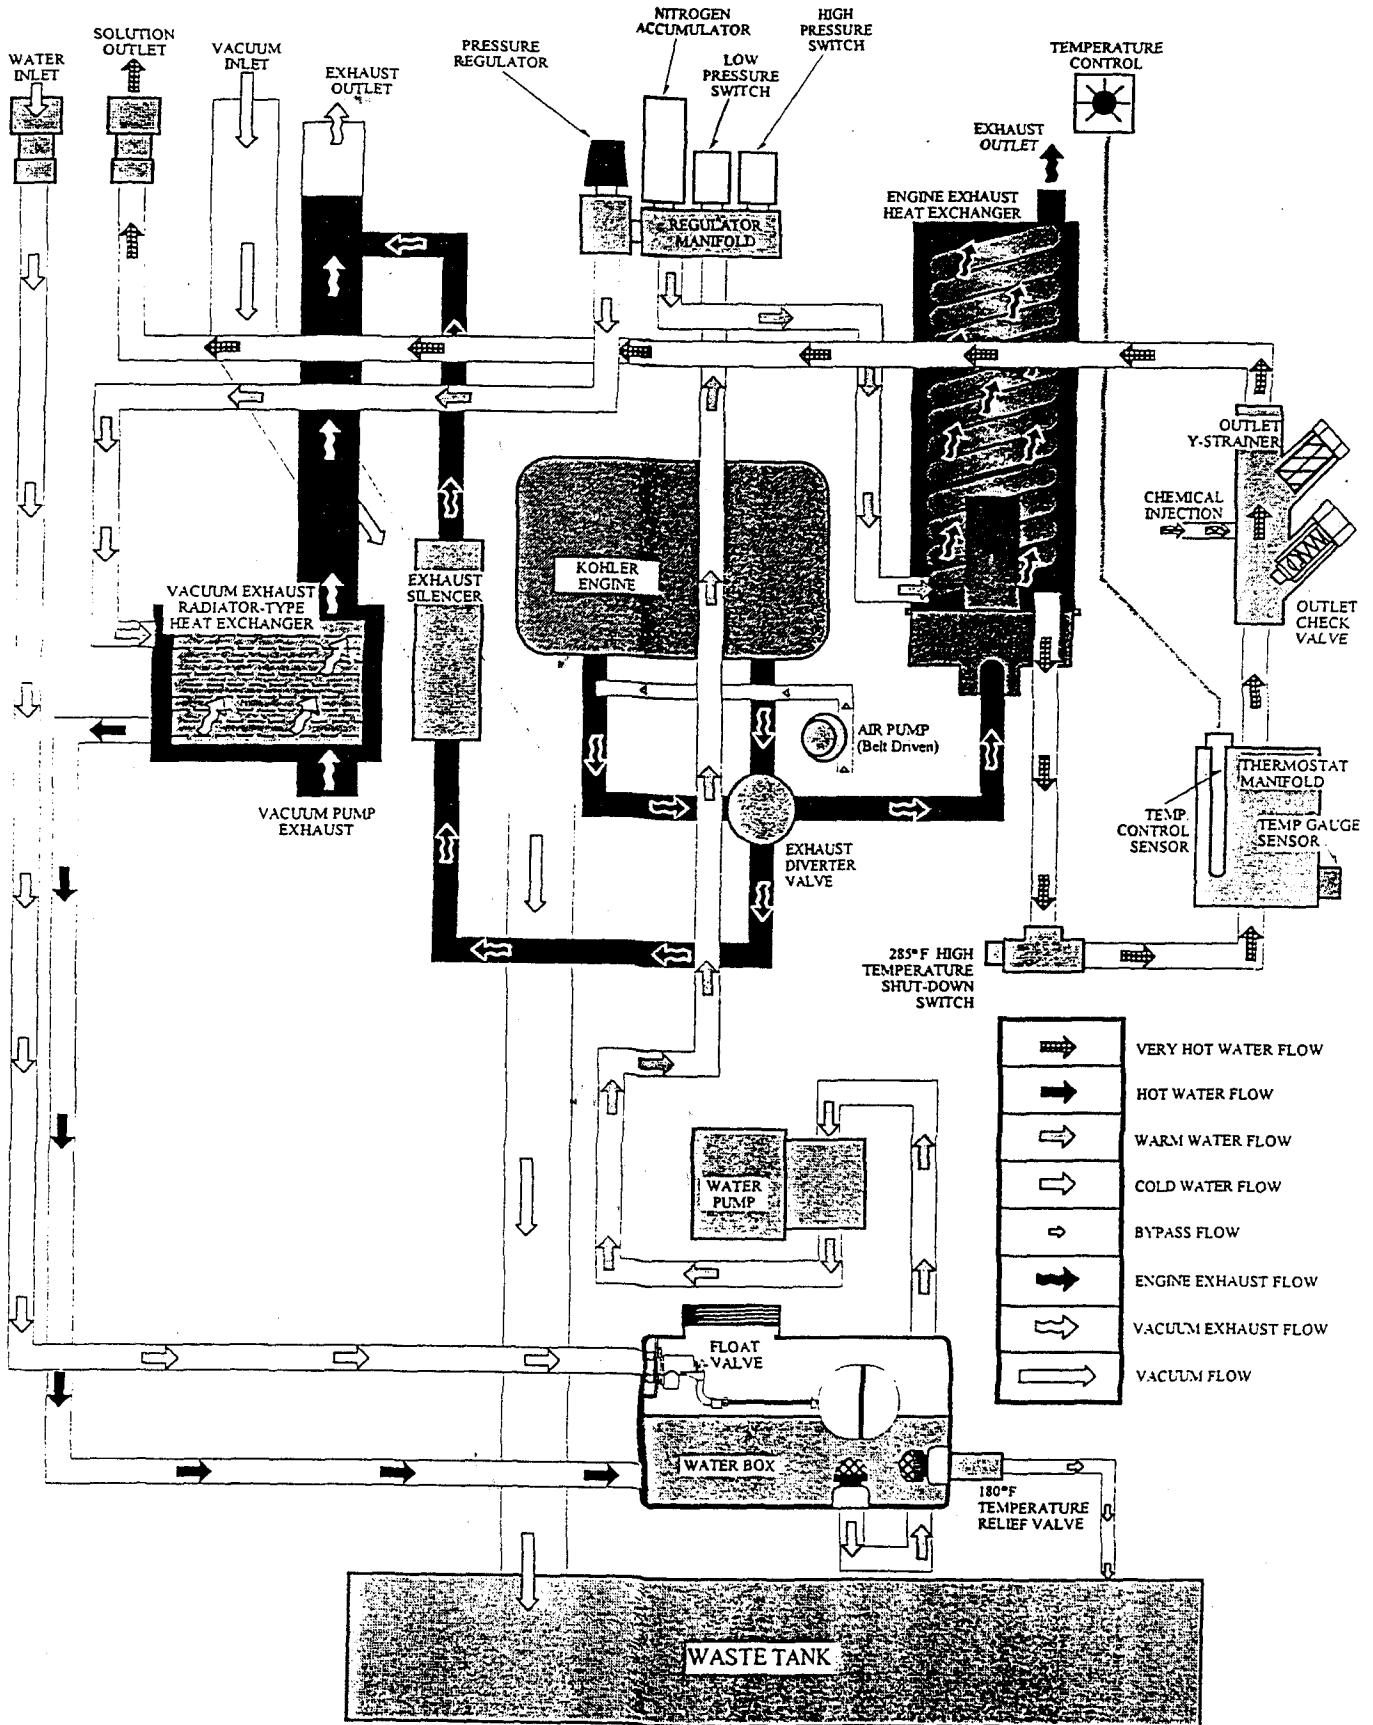 WATER
INLET
SOLUTION
OUTLET
VACUUM
INLET
EXHAUST
OUTLET
PRESSURE
REGULATOR
NITROGEN
ACCUMULATOR
LOW
PRESSURE
SWITCH
HIGH
PRESSURE
SWITCH
TEMPERATURE
CONTROL
EXHAUST
OUTLET
ENGINE EXHAUST
HEAT EXCHANGER
REGULATOR
MANIFOLD
OUTLET
Y-STRAINER
CHEMICAL
INJECTION
OUTLET
CHECK
VALVE
KOHLER
ENGINE
EXHAUST
SILENCER
VACUUM EXHAUST
RADIATOR-TYPE
HEAT EXCHANGER
VACUUM PUMP
EXHAUST
AIR PUMP
(Belt Driven)
EXHAUST
DIVERTER
VALVE
THERMOSTAT
MANIFOLD
TEMP.
CONTROL
SENSOR
TEMP GAUGE
SENSOR
285°F HIGH
TEMPERATURE
SHUT-DOWN
SWITCH
VERY HOT WATER FLOW
HOT WATER FLOW
WARM WATER FLOW
COLD WATER FLOW
BYPASS FLOW
ENGINE EXHAUST FLOW
VACUUM EXHAUST FLOW
VACUUM FLOW
WATER
PUMP
FLOAT
VALVE
WATER BOX
180°F
TEMPERATURE
RELIEF VALVE
WASTE TANK